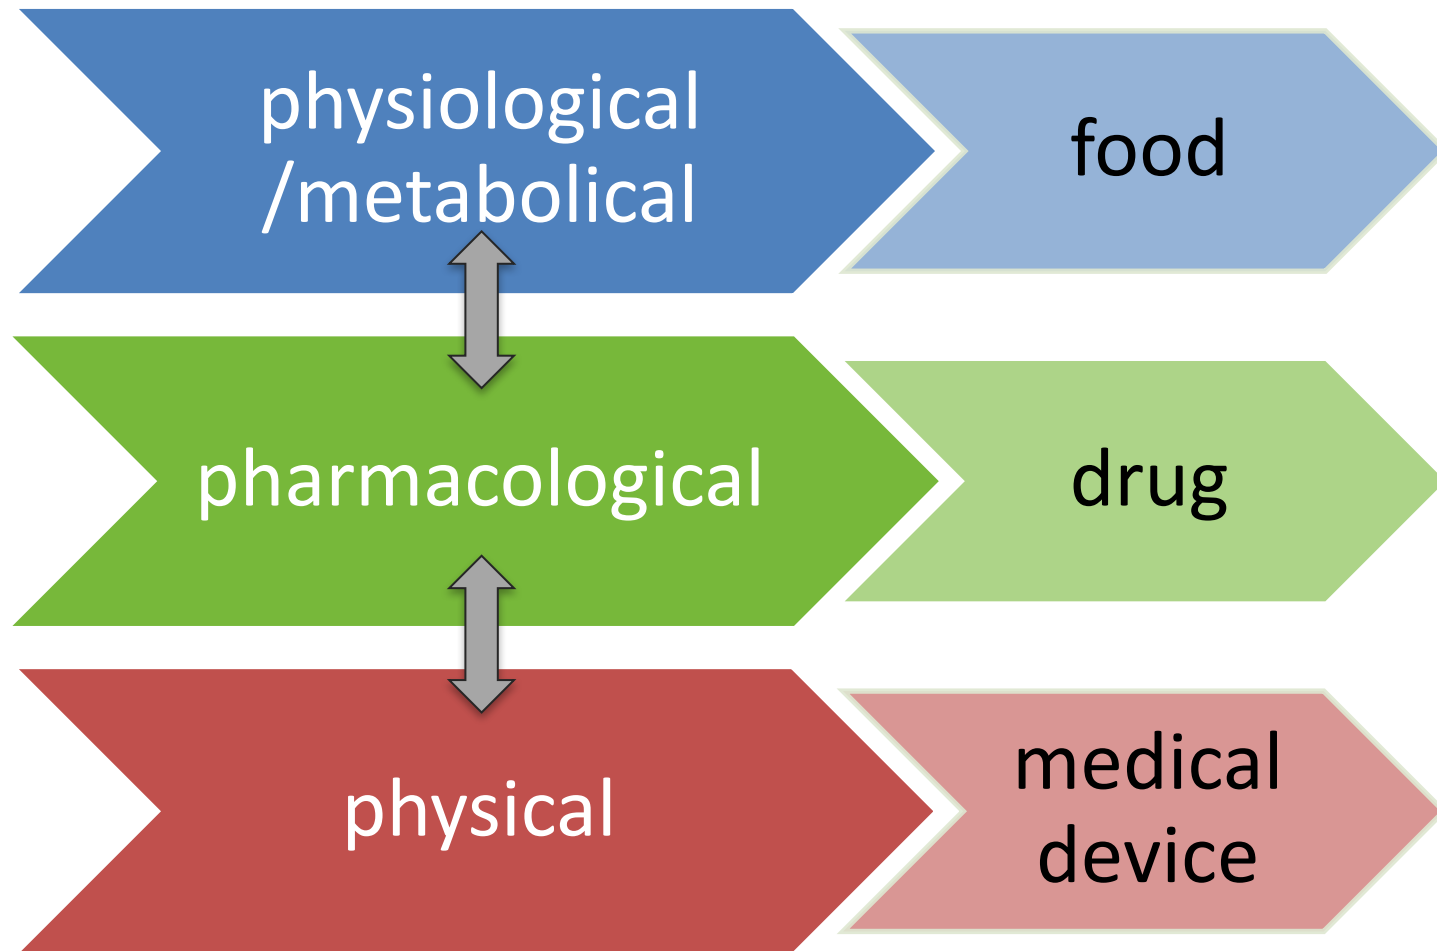 physiological
/metabolical
food
pharmacological
drug
physical
medical
device